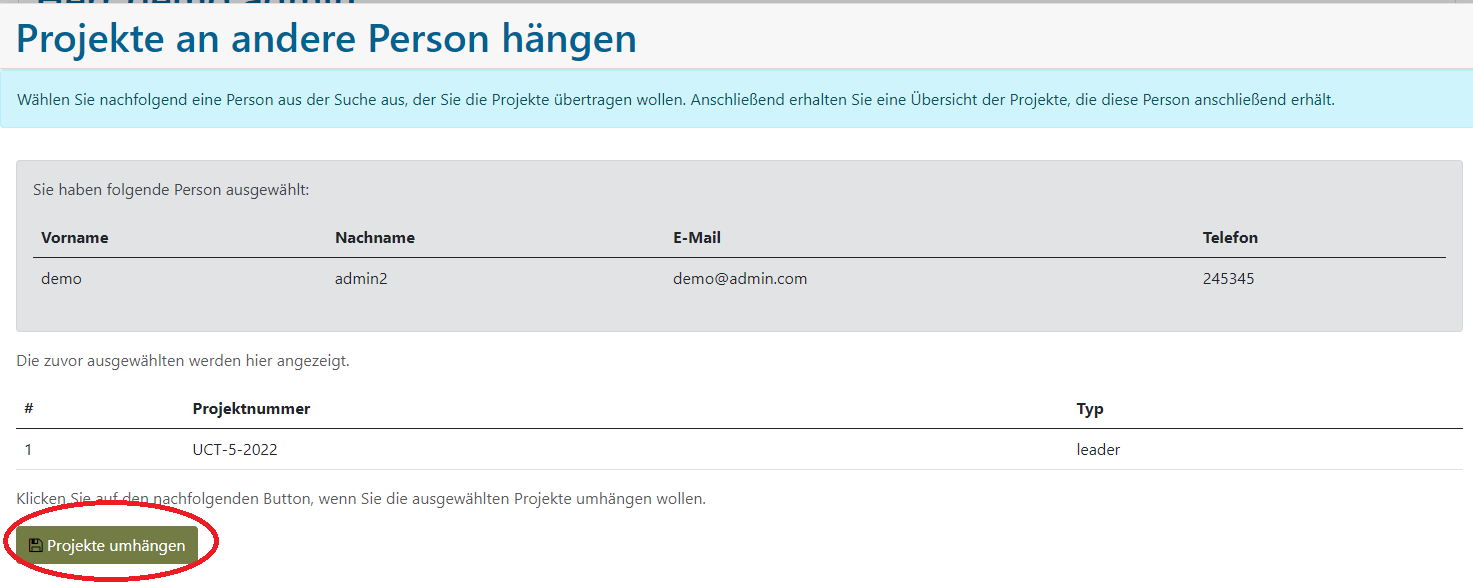 Herr demo admin
Projekte an andere Person hängen
Wählen Sie nachfolgend eine Person aus der Suche aus, der Sie die Projekte übertragen wollen. Anschließend erhalten Sie eine Übersicht der Projekte, die diese Person anschließend erhält.
Sie haben folgende Person ausgewählt:
Vorname Nachname E-Mail Telefon
demo admin2 demo@admin.com 245345
Die zuvor ausgewählten werden hier angezeigt.
# Projektnummer Typ
1 UCT-5-2022 leader
Klicken Sie auf den nachfolgenden Button, wenn Sie die ausgewählten Projekte umhängen wollen.
Projekte umhängen